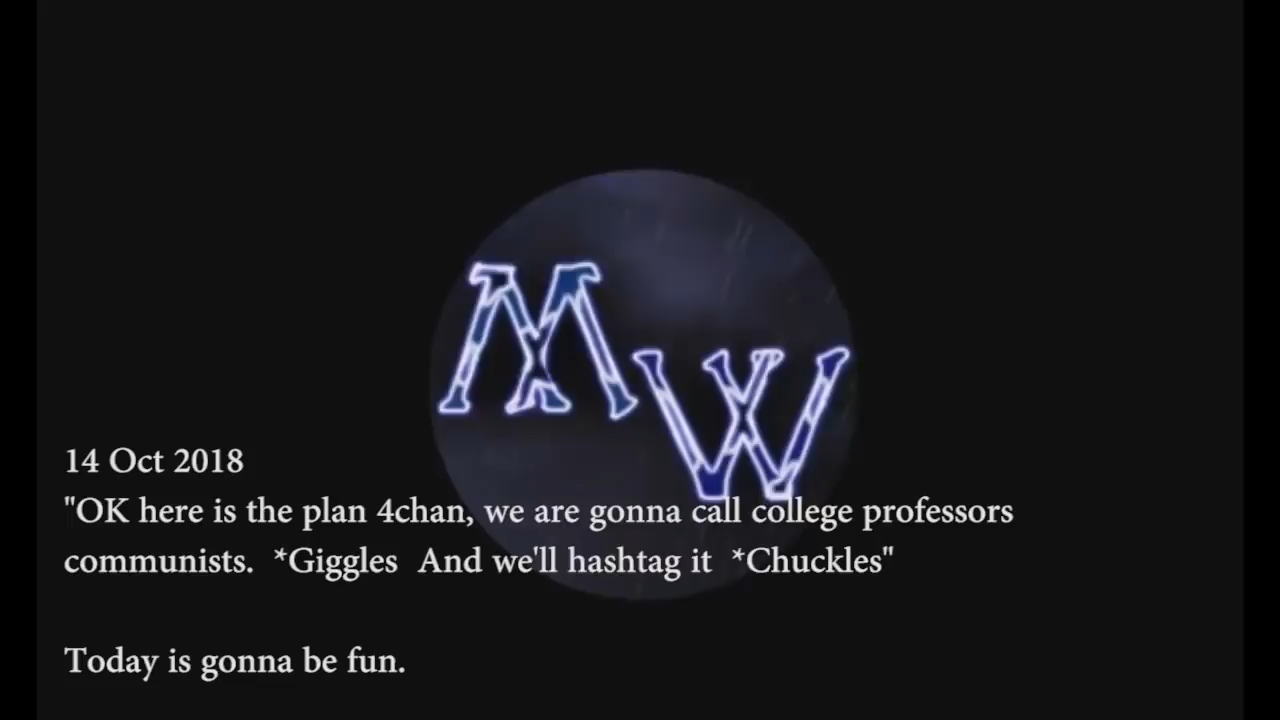 MW
14 Oct 2018
"OK here is the plan 4chan, we are gonna call college professors
communists.  *Giggles  And we'll hashtag it  *Chuckles"
Today is gonna be fun.